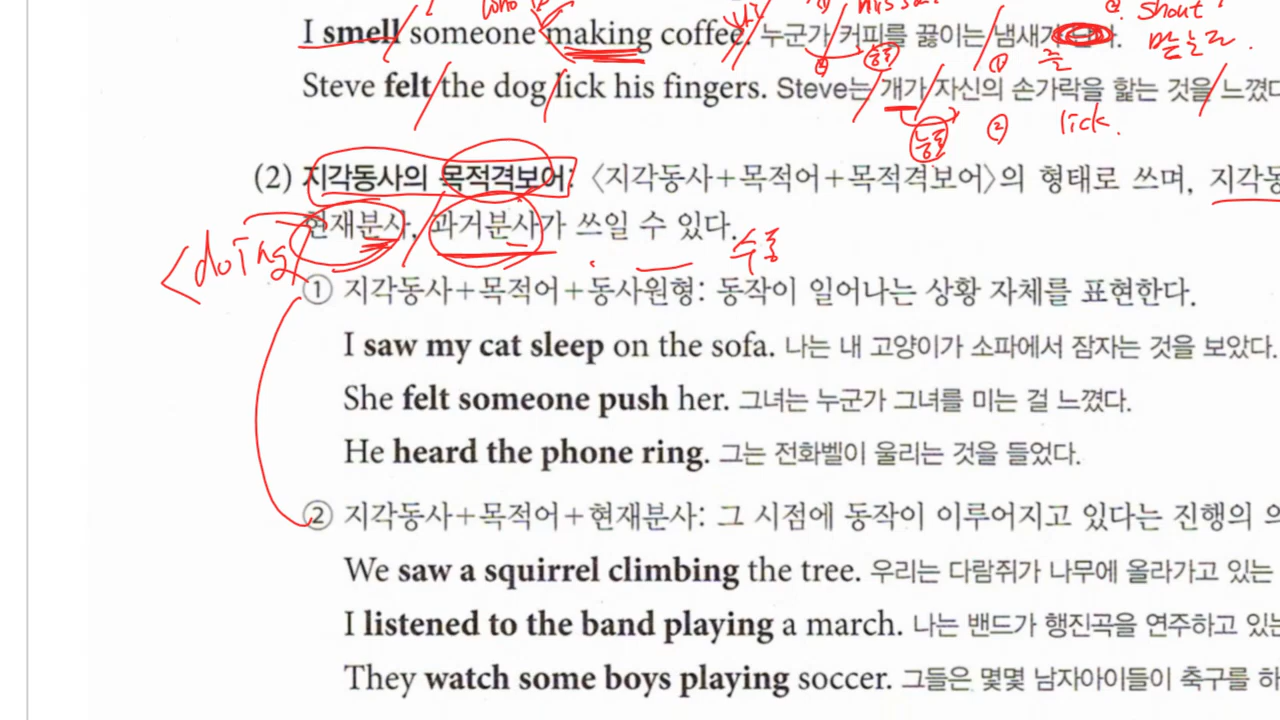 ② shout
I smell someone making coffee. 누군가 커피를 끓이는 냄새가
맡는다.
Steve felt the dog lick his fingers. Steve는 개가 자신의 손가락을 핥는 것을 느꼈다
능동 ② lick.
(2) 지각동사의 목적격보어: 〈지각동사+목적어+목적격보어〉의 형태로 쓰며, 지각동
현재분사, 과거분사가 쓰일 수 있다.
수동
<doing
① 지각동사+목적어+동사원형: 동작이 일어나는 상황 자체를 표현한다.
I saw my cat sleep on the sofa. 나는 내 고양이가 소파에서 잠자는 것을 보았다.
She felt someone push her. 그녀는 누군가 그녀를 미는 걸 느꼈다.
He heard the phone ring. 그는 전화벨이 울리는 것을 들었다.
② 지각동사+목적어+현재분사: 그 시점에 동작이 이루어지고 있다는 진행의 의
We saw a squirrel climbing the tree. 우리는 다람쥐가 나무에 올라가고 있는
I listened to the band playing a march. 나는 밴드가 행진곡을 연주하고 있는
They watch some boys playing soccer. 그들은 몇몇 남자아이들이 축구를 하